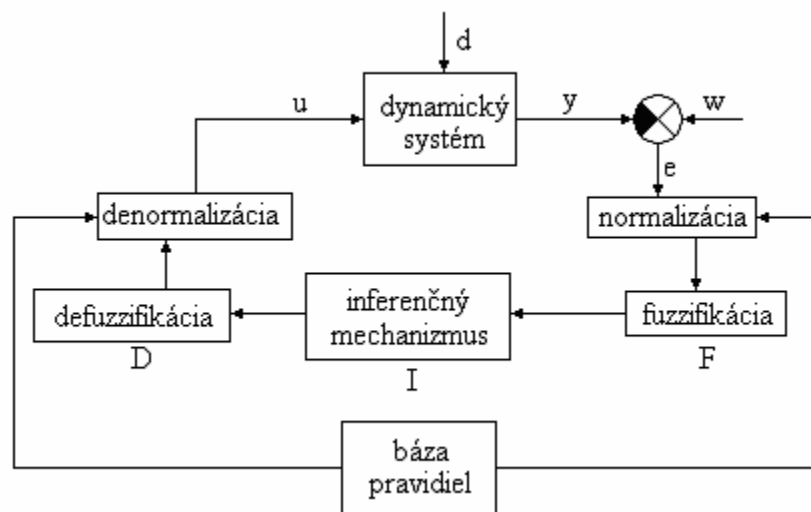 d
u
dynamický
systém
y
w
e
denormalizácia
normalizácia
defuzzifikácia
D
inferenčný
mechanizmus
I
fuzzifikácia
F
báza
pravidiel